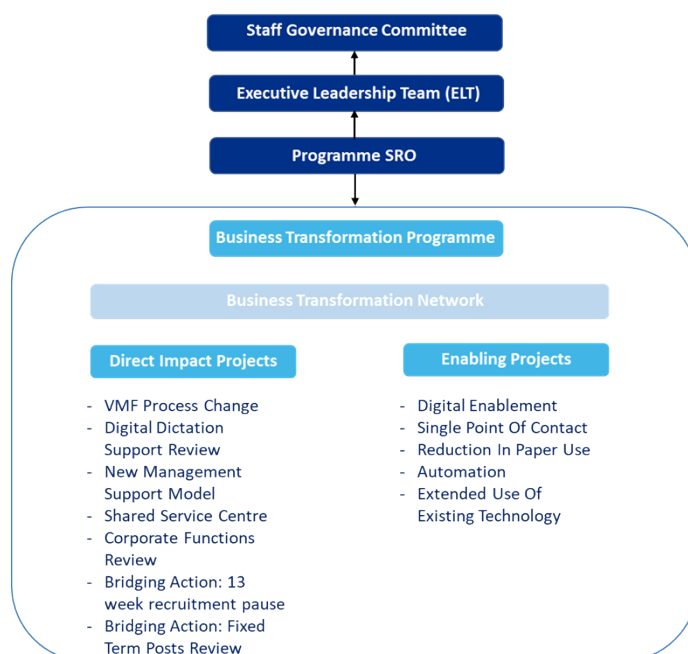 Staff Governance Committee
Executive Leadership Team (ELT)
Programme SRO
Business Transformation Programme
Business Transformation Network
Direct Impact Projects
- VMF Process Change
- Digital Dictation
Support Review
- New Management
Support Model
- Shared Service Centre
- Corporate Functions
Review
- Bridging Action: 13
week recruitment pause
- Bridging Action: Fixed
Term Posts Review
Enabling Projects
- Digital Enablement
- Single Point Of Contact
- Reduction In Paper Use
- Automation
- Extended Use Of
Existing Technology